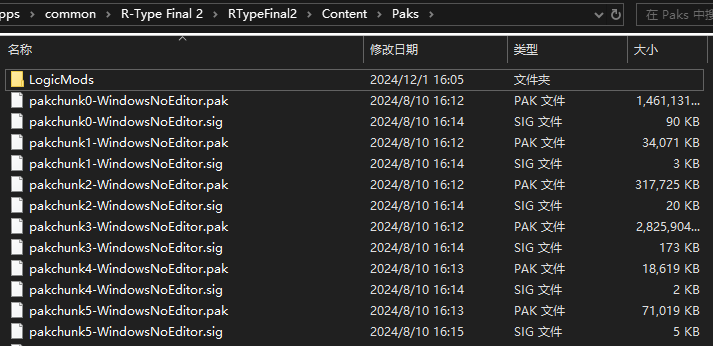 pps > common > R-Type Final 2 > RTypeFinal2 > Content > Paks > 在 Paks 中搜
名称 修改日期 类型 大小
LogicMods 2024/12/1 16:05 文件夹
pakchunk0-WindowsNoEditor.pak 2024/8/10 16:12 PAK 文件 1,461,131...
pakchunk0-WindowsNoEditor.sig 2024/8/10 16:14 SIG 文件 90 KB
pakchunk1-WindowsNoEditor.pak 2024/8/10 16:12 PAK 文件 34,071 KB
pakchunk1-WindowsNoEditor.sig 2024/8/10 16:14 SIG 文件 3 KB
pakchunk2-WindowsNoEditor.pak 2024/8/10 16:12 PAK 文件 317,725 KB
pakchunk2-WindowsNoEditor.sig 2024/8/10 16:14 SIG 文件 20 KB
pakchunk3-WindowsNoEditor.pak 2024/8/10 16:12 PAK 文件 2,825,904...
pakchunk3-WindowsNoEditor.sig 2024/8/10 16:14 SIG 文件 173 KB
pakchunk4-WindowsNoEditor.pak 2024/8/10 16:13 PAK 文件 18,619 KB
pakchunk4-WindowsNoEditor.sig 2024/8/10 16:14 SIG 文件 2 KB
pakchunk5-WindowsNoEditor.pak 2024/8/10 16:13 PAK 文件 71,019 KB
pakchunk5-WindowsNoEditor.sig 2024/8/10 16:15 SIG 文件 5 KB